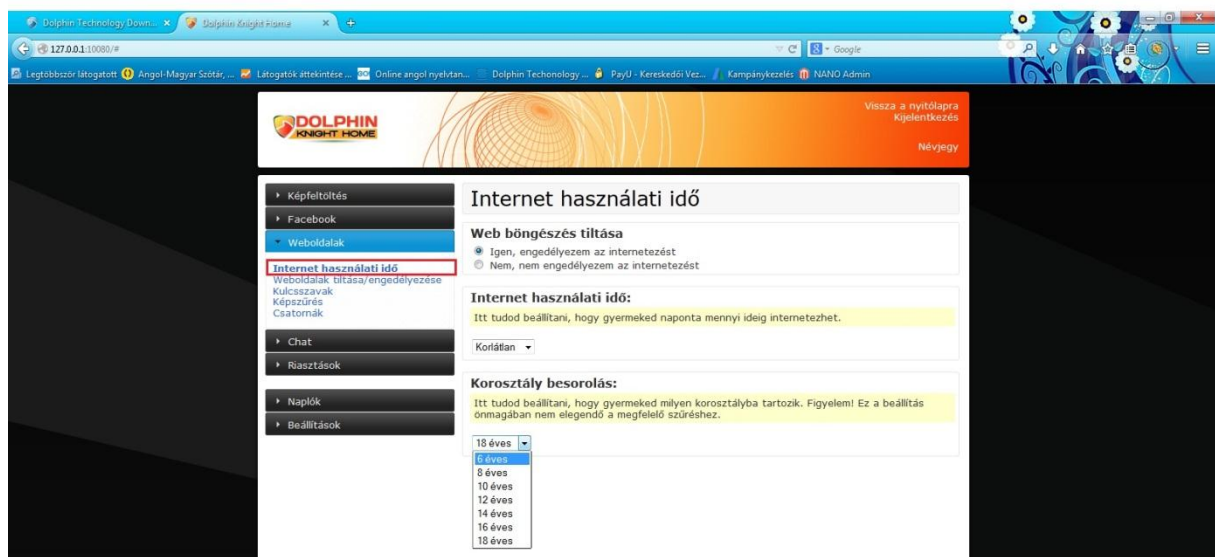 Dolphin Technology Down...
Dolphin Knight Home
127.0.0.1:10080/#
Google
Legtöbbször látogatott
Angol-Magyar Szótár, ...
Látogatók áttekintése ...
Online angol nyelvtan...
Dolphin Techonology ...
PayU - Kereskedői Vez...
Kampánykezelés
NANO Admin
DOLPHIN
KNIGHT HOME
Vissza a nyitólapra
Kijelentkezés
Névjegy
Képfeltöltés
Facebook
Weboldalak
Internet használati idő
Weboldalak tiltása/engedélyezése
Kulcsszavak
Képszűrés
Csatornák
Chat
Riasztások
Naplók
Beállítások
Internet használati idő
Web böngészés tiltása
Igen, engedélyezem az internetezést
Nem, nem engedélyezem az internetezést
Internet használati idő:
Itt tudod beállítani, hogy gyermeked naponta mennyi ideig internetezhet.
Korlátlan
Korosztály besorolás:
Itt tudod beállítani, hogy gyermeked milyen korosztályba tartozik. Figyelem! Ez a beállítás
önmagában nem elegendő a megfelelő szűréshez.
18 éves
6 éves
8 éves
10 éves
12 éves
14 éves
16 éves
18 éves